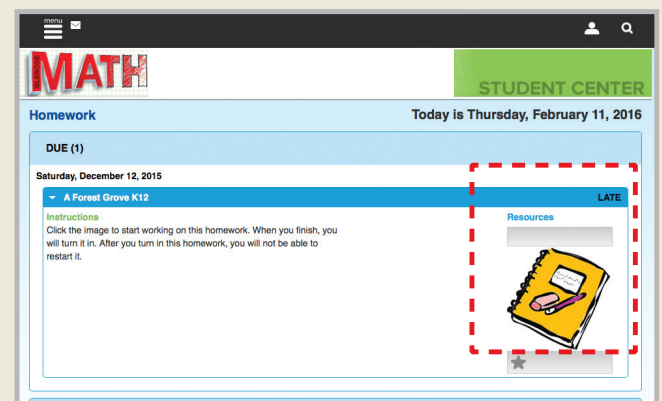 menu
GLENCOE
MATH
STUDENT CENTER
Homework
Today is Thursday, February 11, 2016
DUE (1)
Saturday, December 12, 2015
A Forest Grove K12
LATE
Instructions
Click the image to start working on this homework. When you finish, you
will turn it in. After you turn in this homework, you will not be able to
restart it.
Resources